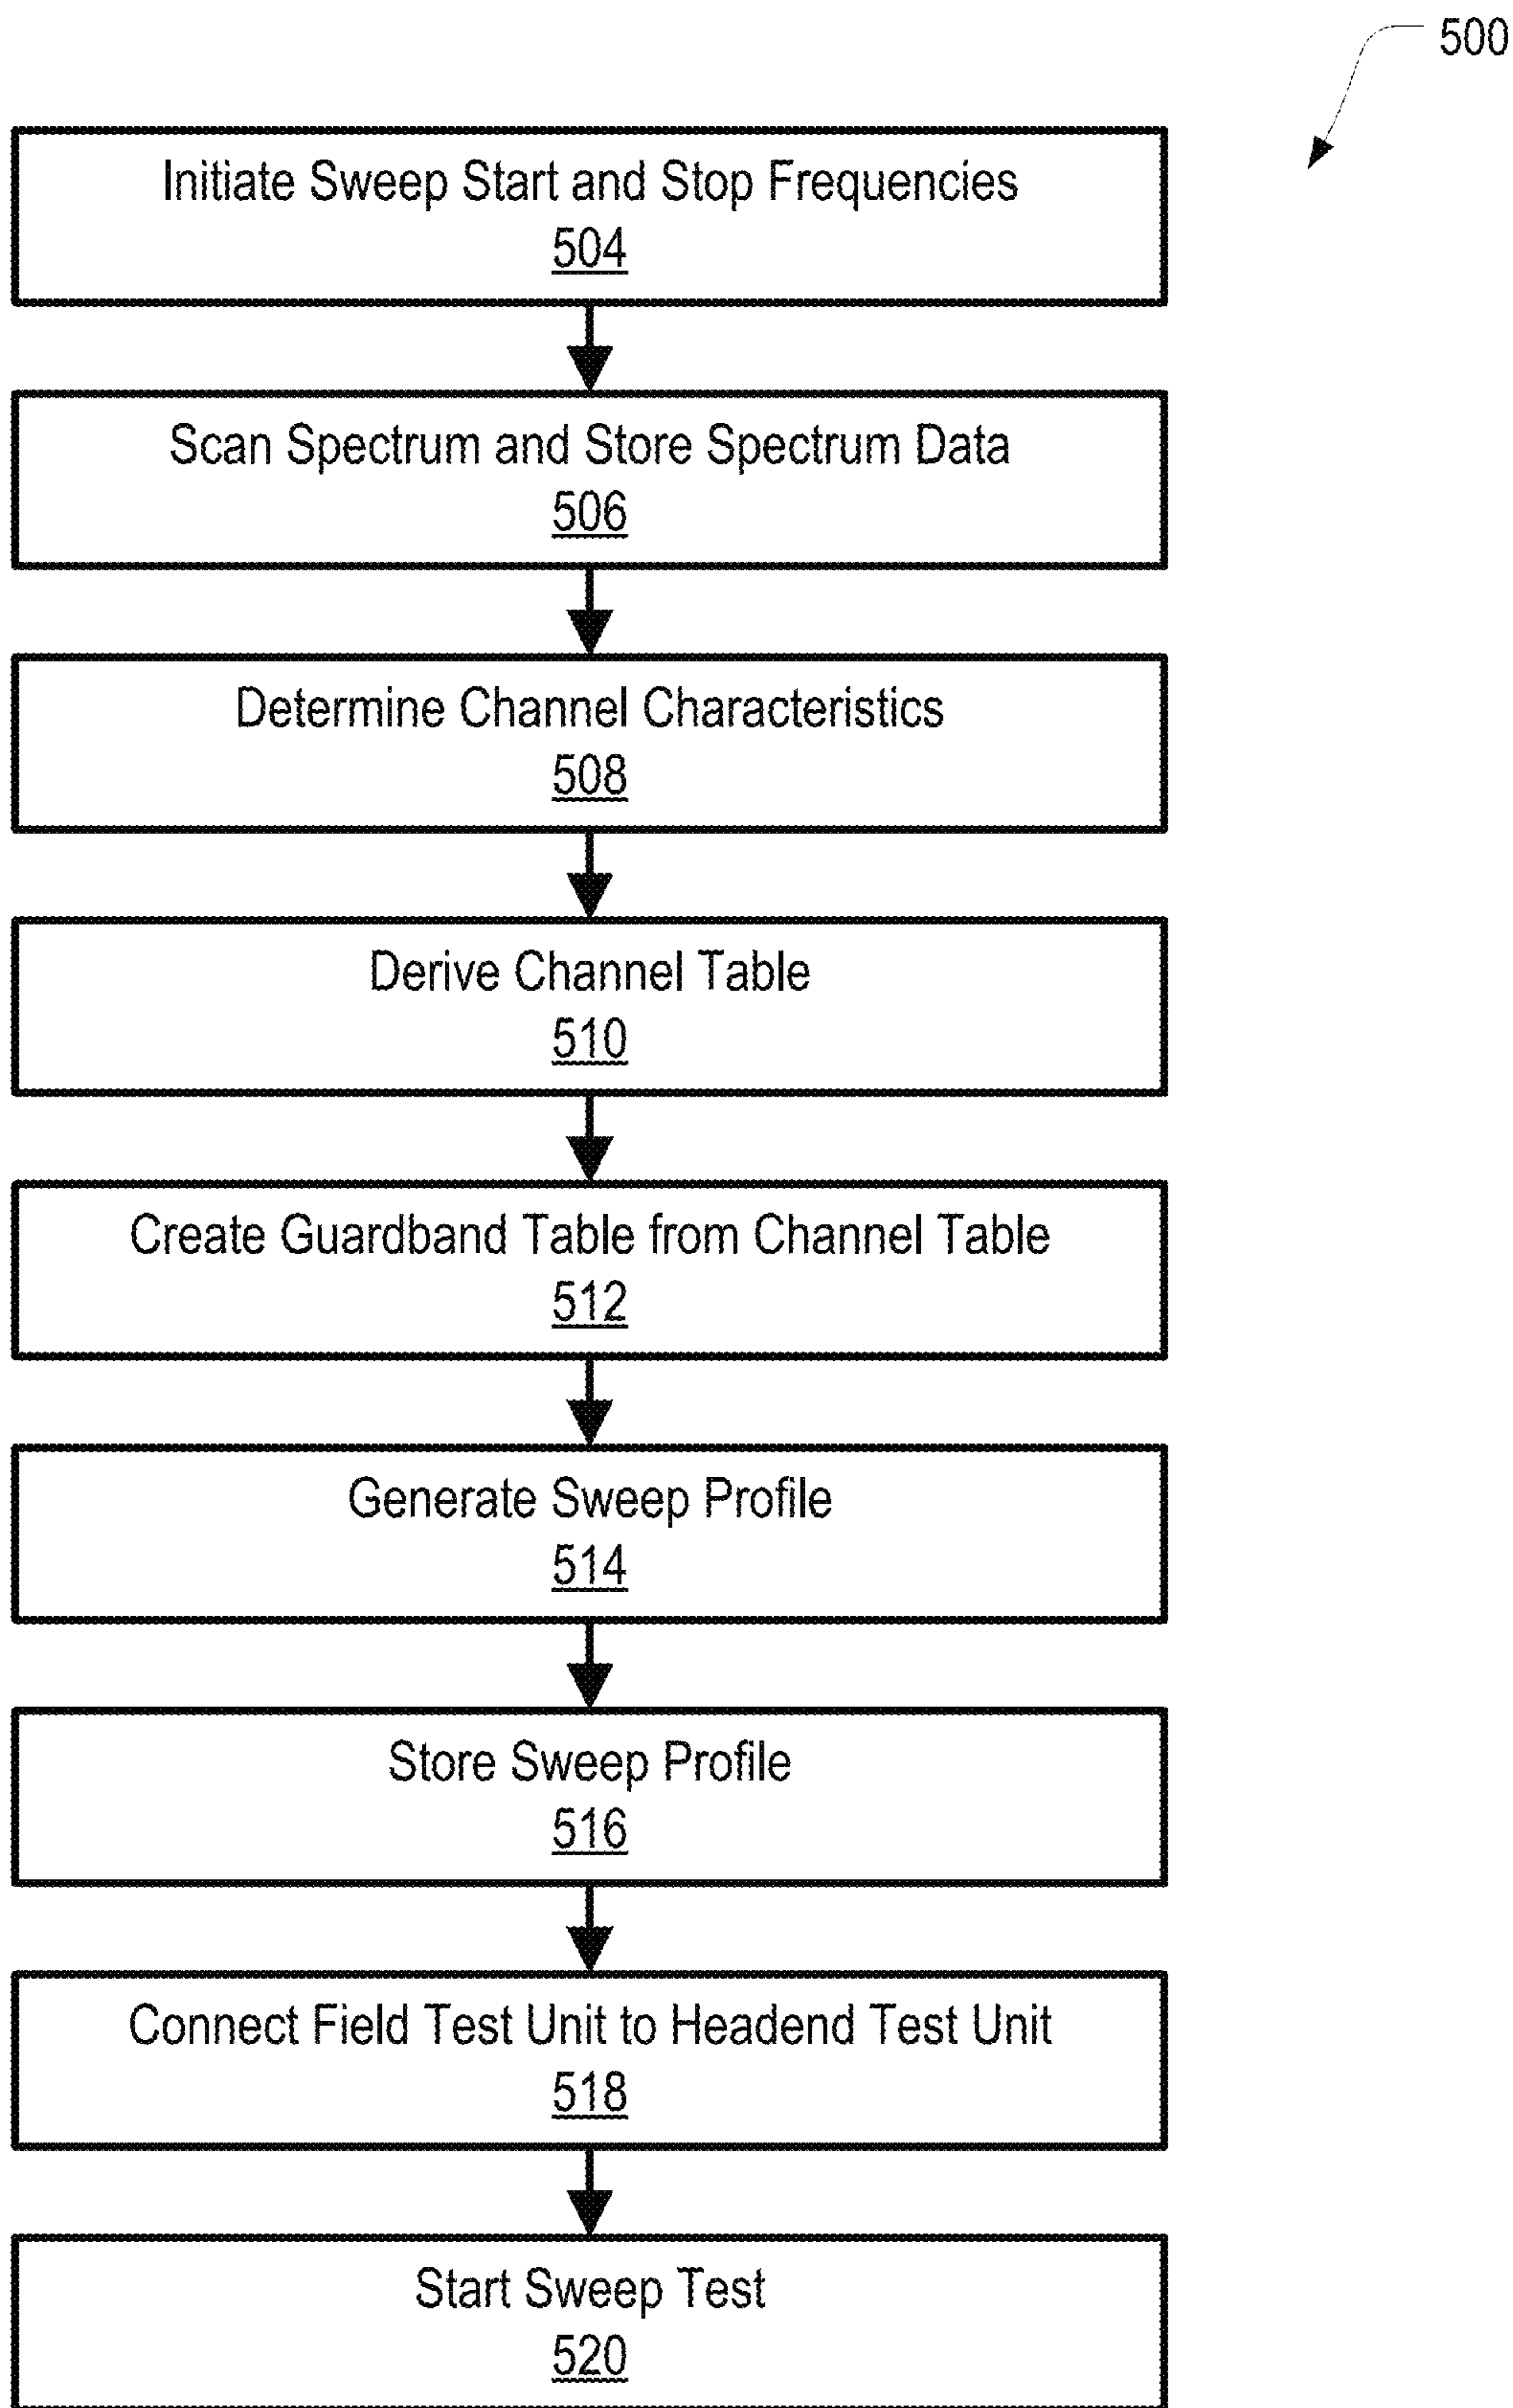 500
Initiate Sweep Start and Stop Frequencies
504
Scan Spectrum and Store Spectrum Data
506
Determine Channel Characteristics
508
Derive Channel Table
510
Create Guardband Table from Channel Table
512
Generate Sweep Profile
514
Store Sweep Profile
516
Connect Field Test Unit to Headend Test Unit
518
Start Sweep Test
520